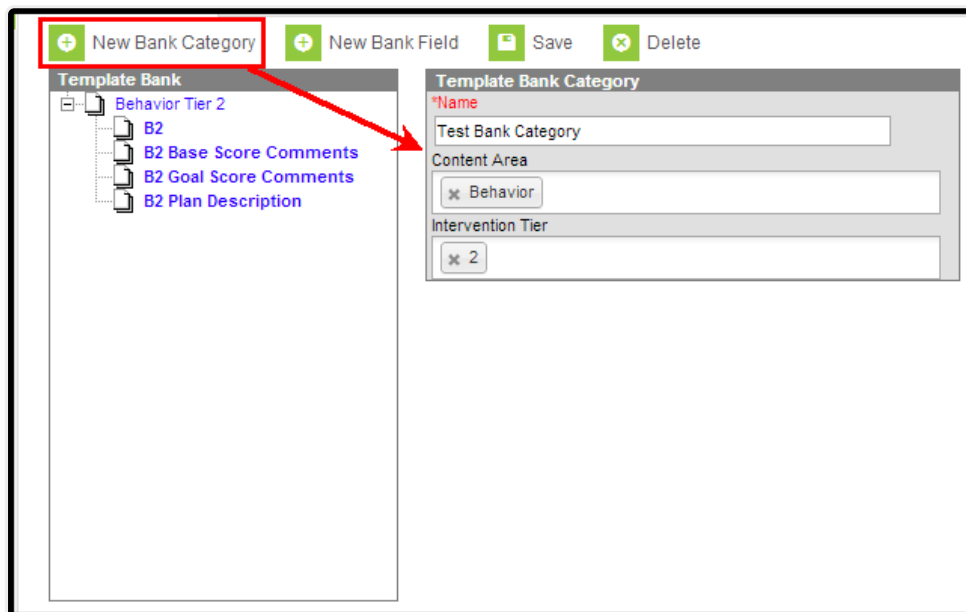 New Bank Category New Bank Field Save Delete
Template Bank
Behavior Tier 2
B2
B2 Base Score Comments
B2 Goal Score Comments
B2 Plan Description
Template Bank Category
*Name
Test Bank Category
Content Area
Behavior
Intervention Tier
2